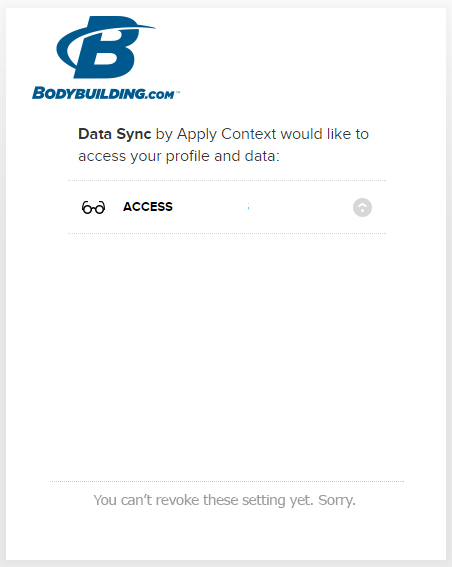 B
BODYBUILDING.COM™
Data Sync by Apply Context would like to
access your profile and data:
ACCESS
You can't revoke these setting yet. Sorry.